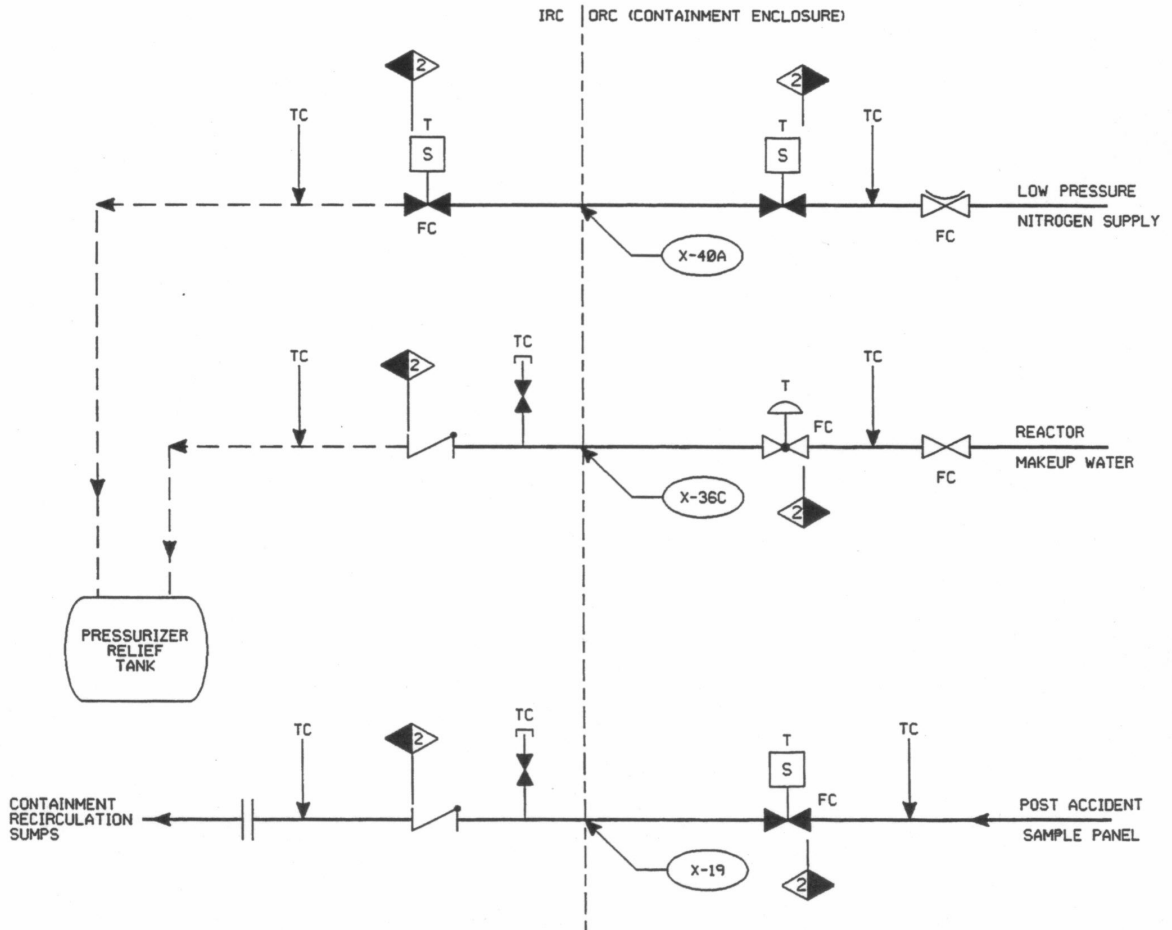 IRC ORC (CONTAINMENT ENCLOSURE)
2
2
TC
T
T
TC
S
S
LOW PRESSURE
NITROGEN SUPPLY
FC
FC
X-40A
TC
2
TC
T
TC
FC
REACTOR
MAKEUP WATER
FC
X-36C
2
PRESSURIZER
RELIEF
TANK
TC
2
TC
T
TC
S
FC
CONTAINMENT
RECIRCULATION
SUMPS
POST ACCIDENT
SAMPLE PANEL
X-19
2